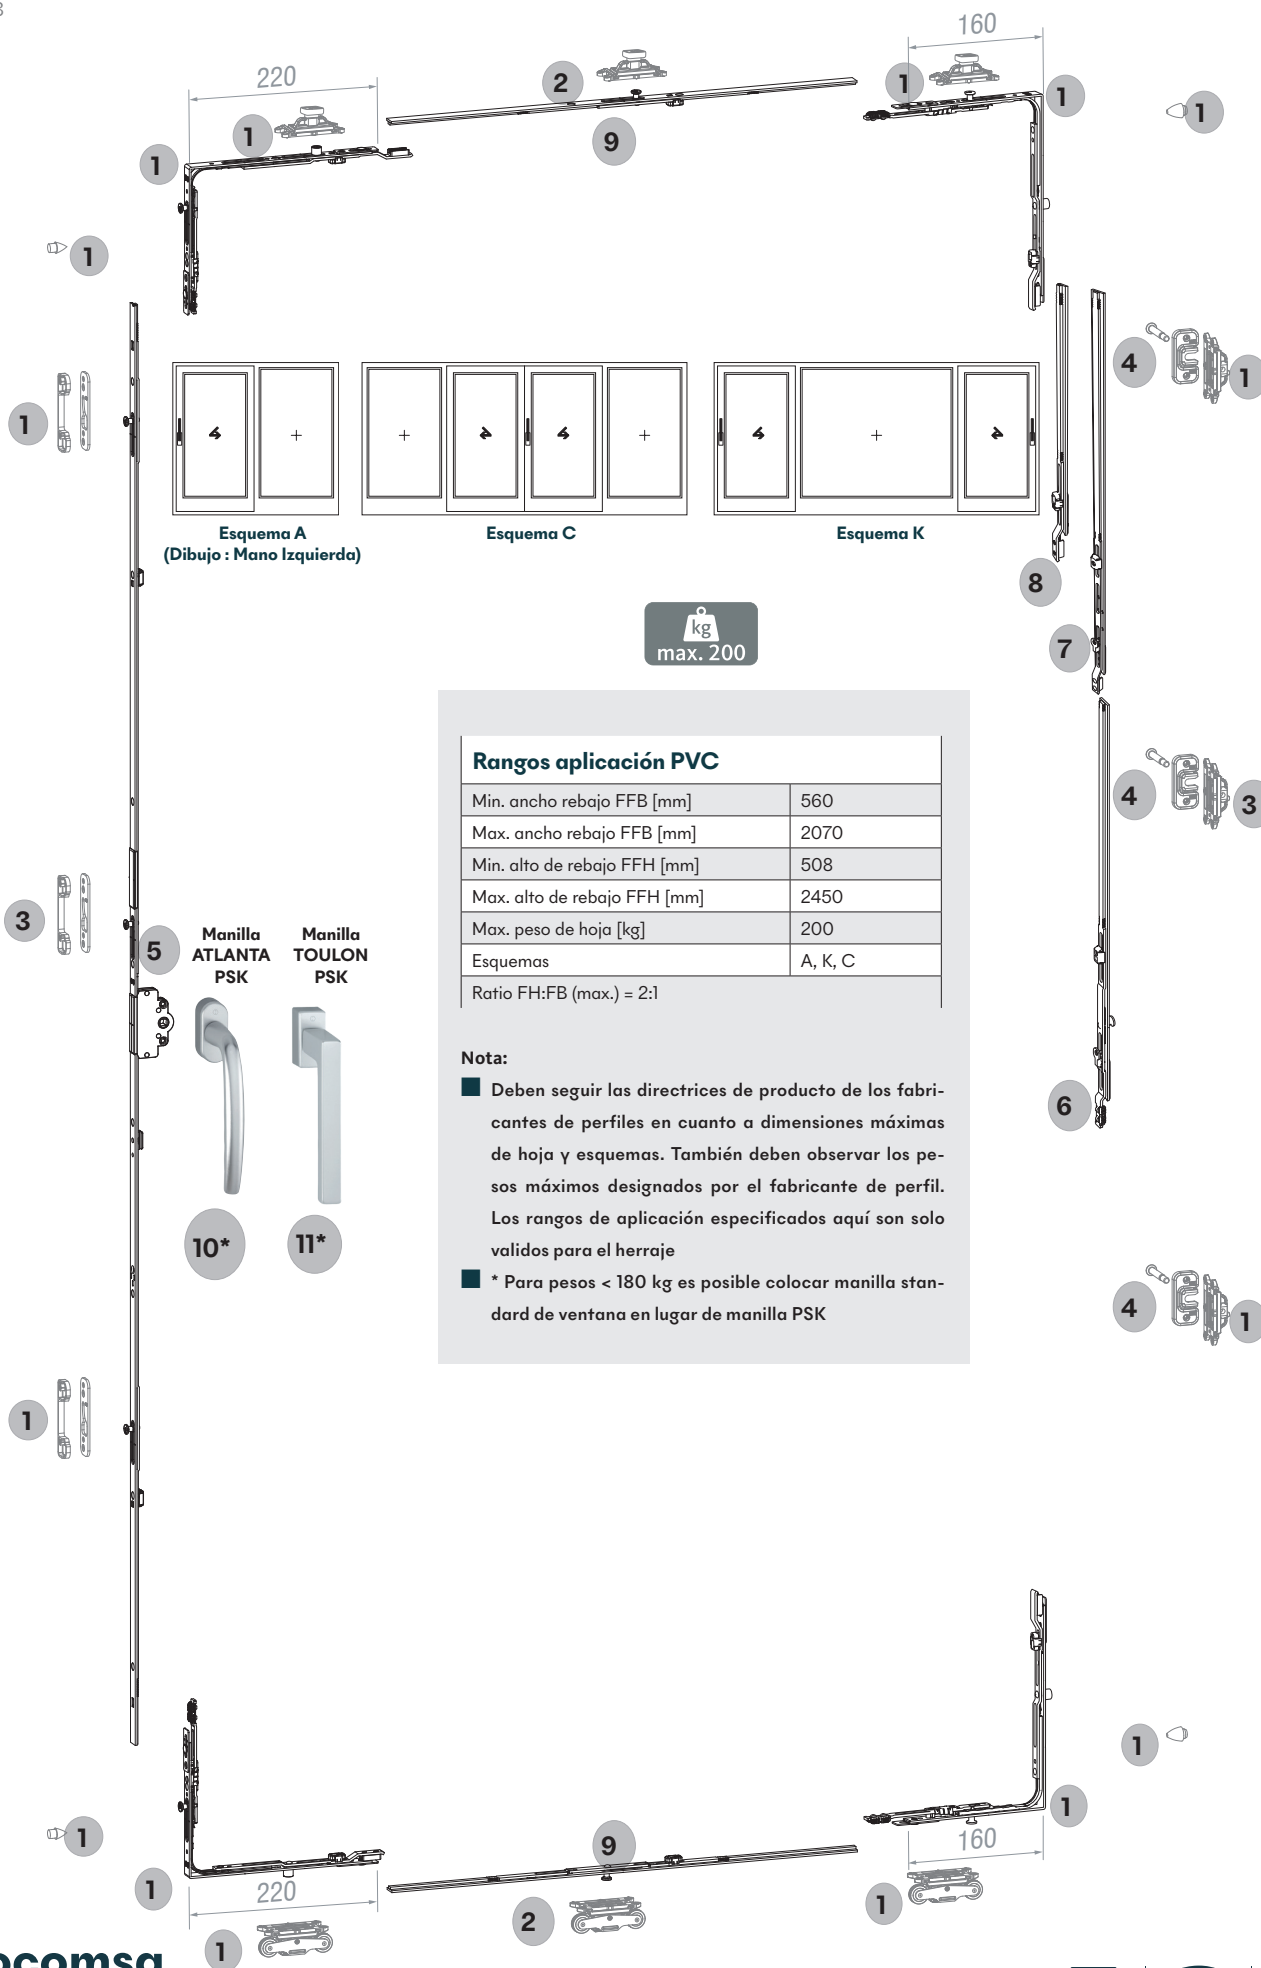 220
160
2
1
1
1
9
1
1
1
4
1
1
Esquema A
(Dibujo : Mano Izquierda)
Esquema C
Esquema K
8
kg
max. 200
7
4
3
Rangos aplicación PVC
Min. ancho rebajo FFB [mm] 560
Max. ancho rebajo FFB [mm] 2070
Min. alto de rebajo FFH [mm] 508
Max. alto de rebajo FFH [mm] 2450
Max. peso de hoja [kg] 200
Esquemas A, K, C
Ratio FH:FB (max.) = 2:1
3
5
Manilla
ATLANTA
PSK
Manilla
TOULON
PSK
10*
11*
6
Nota:
Deben seguir las directrices de producto de los fabri-
cantes de perfiles en cuanto a dimensiones máximas
de hoja y esquemas. También deben observar los pe-
sos máximos designados por el fabricante de perfil.
Los rangos de aplicación especificados aquí son solo
validos para el herraje
* Para pesos < 180 kg es posible colocar manilla stan-
dard de ventana en lugar de manilla PSK
4
1
1
1
1
1
9
160
1
220
2
1
1
ocomsa